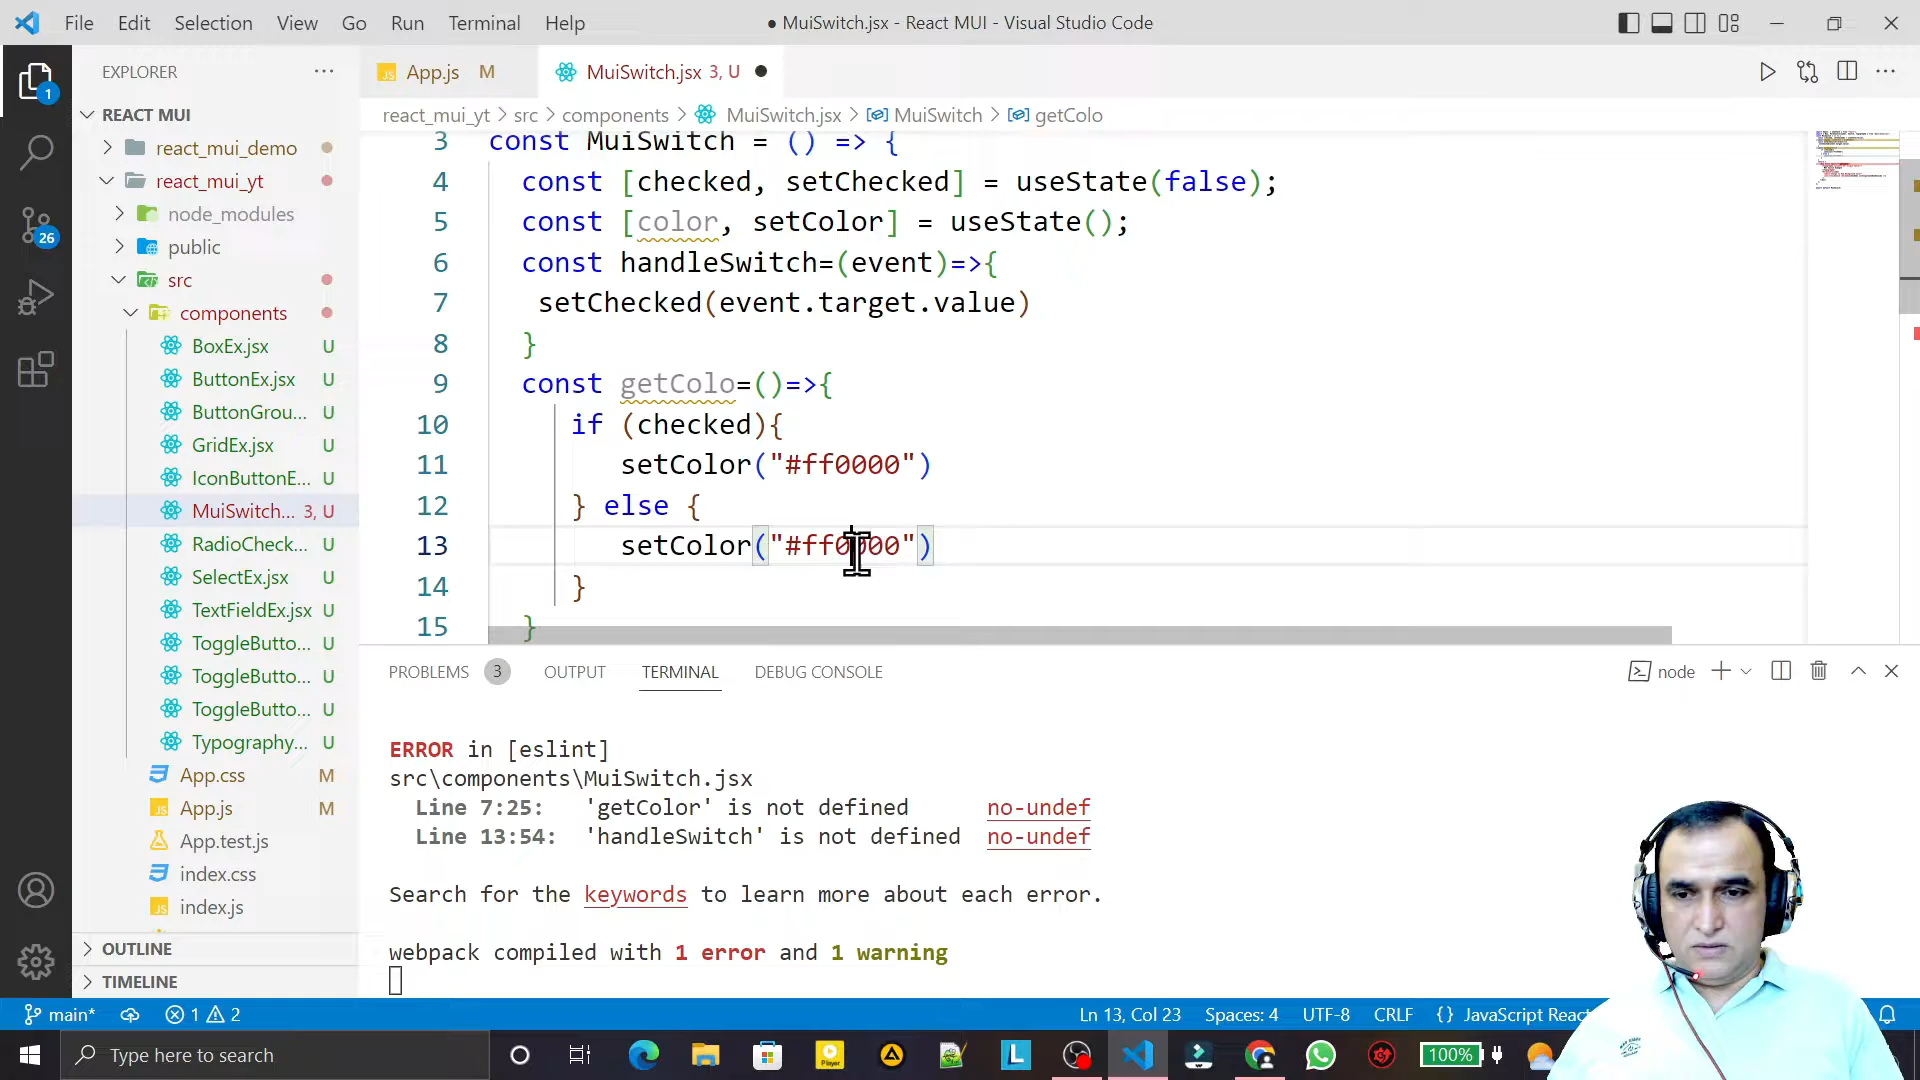 File Edit Selection View Go Run Terminal Help
● MuiSwitch.jsx - React MUI - Visual Studio Code
EXPLORER
App.js M
MuiSwitch.jsx 3, U
REACT MUI
react_mui_yt > src > components > MuiSwitch.jsx > MuiSwitch > getColo
react_mui_demo
react_mui_yt
node_modules
public
src
components
BoxEx.jsx U
ButtonEx.jsx U
ButtonGrou... U
GridEx.jsx U
IconButtonE... U
MuiSwitch... 3, U
RadioCheck... U
SelectEx.jsx U
TextFieldEx.jsx U
ToggleButto... U
ToggleButto... U
ToggleButto... U
Typography... U
App.css M
App.js M
App.test.js
index.css
index.js
OUTLINE
TIMELINE
1
26
3 const MuiSwitch = () => {
4 const [checked, setChecked] = useState(false);
5 const [color, setColor] = useState();
6 const handleSwitch=(event)=>{
7 setChecked(event.target.value)
8 }
9 const getColo=()=>{
10 if (checked){
11 setColor("#ff0000")
12 } else {
13 setColor("#ff0000")
14 }
15 }
PROBLEMS 3 OUTPUT TERMINAL DEBUG CONSOLE
node
ERROR in [eslint]
src\components\MuiSwitch.jsx
Line 7:25: 'getColor' is not defined no-undef
Line 13:54: 'handleSwitch' is not defined no-undef
Search for the keywords to learn more about each error.
webpack compiled with 1 error and 1 warning
main* 1 2
Ln 13, Col 23 Spaces: 4 UTF-8 CRLF {} JavaScript React
Type here to search
Player
L
100%